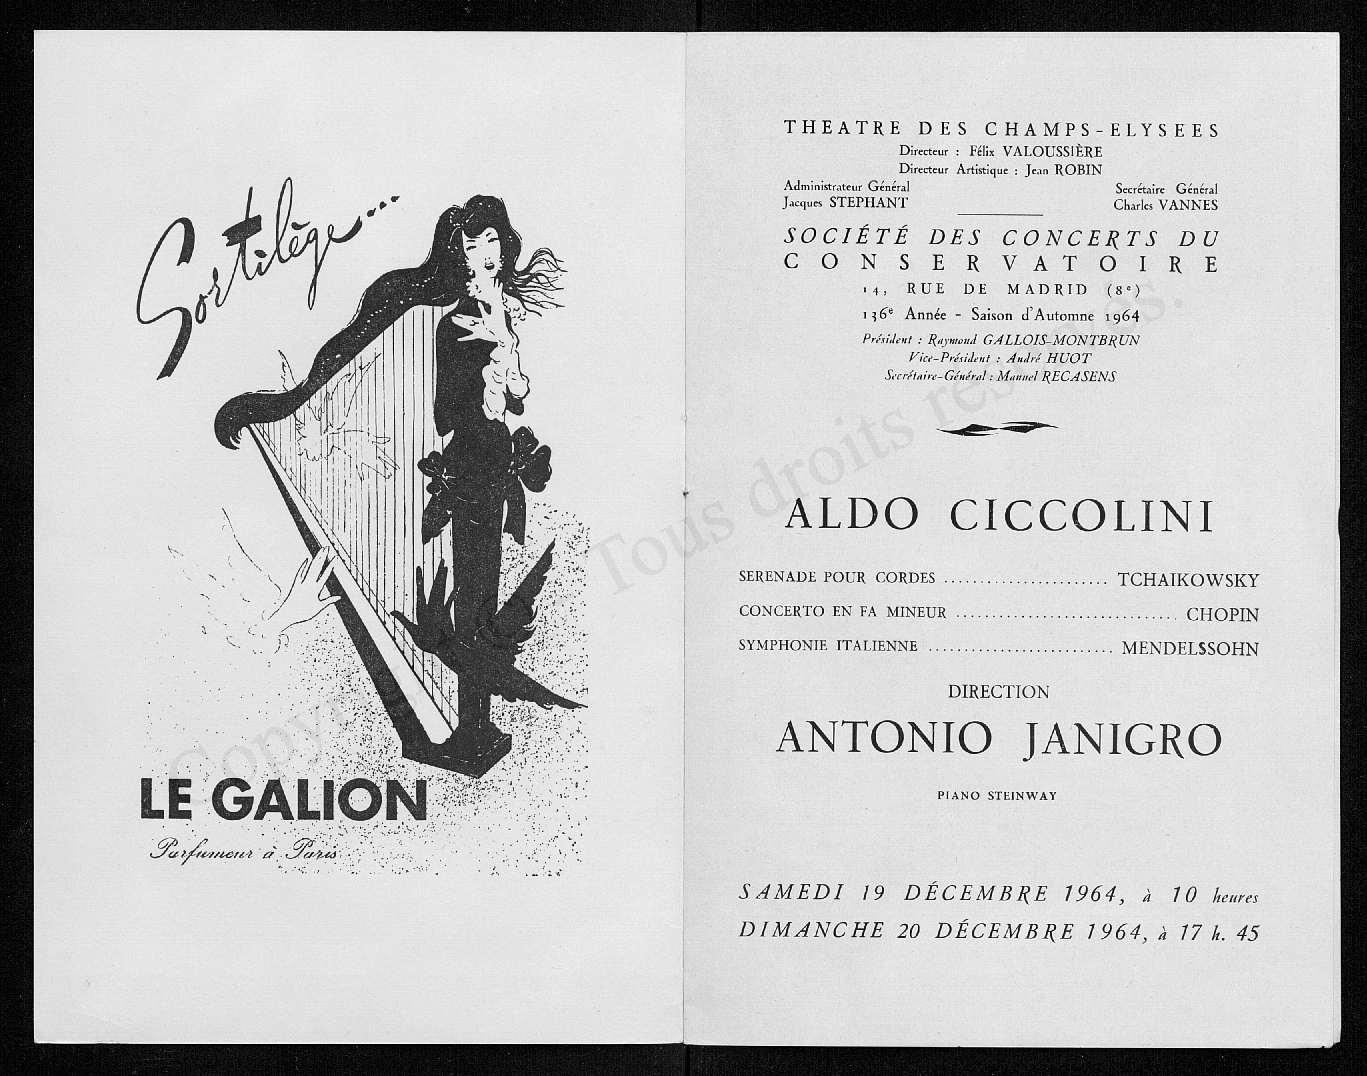 Sortilège...
LE GALION
Parfumeur à Paris
THEATRE DES CHAMPS-ELYSEES
Directeur : Félix VALOUSSIÈRE
Directeur Artistique : Jean ROBIN
Administrateur Général
Jacques STEPHANT
Secrétaire Général
Charles VANNES
SOCIÉTÉ DES CONCERTS DU
CONSERVATOIRE
14, RUE DE MADRID (8e)
136e Année - Saison d'Automne 1964
Président : Raymond GALLOIS-MONTBRUN
Vice-Président : André HUOT
Secrétaire-Général : Manuel RECASENS
ALDO CICCOLINI
SERENADE POUR CORDES ....................... TCHAIKOWSKY
CONCERTO EN FA MINEUR ............................... CHOPIN
SYMPHONIE ITALIENNE .......................... MENDELSSOHN
DIRECTION
ANTONIO JANIGRO
PIANO STEINWAY
SAMEDI 19 DÉCEMBRE 1964, à 10 heures
DIMANCHE 20 DÉCEMBRE 1964, à 17 h. 45
Copyright © Tous droits reservés.